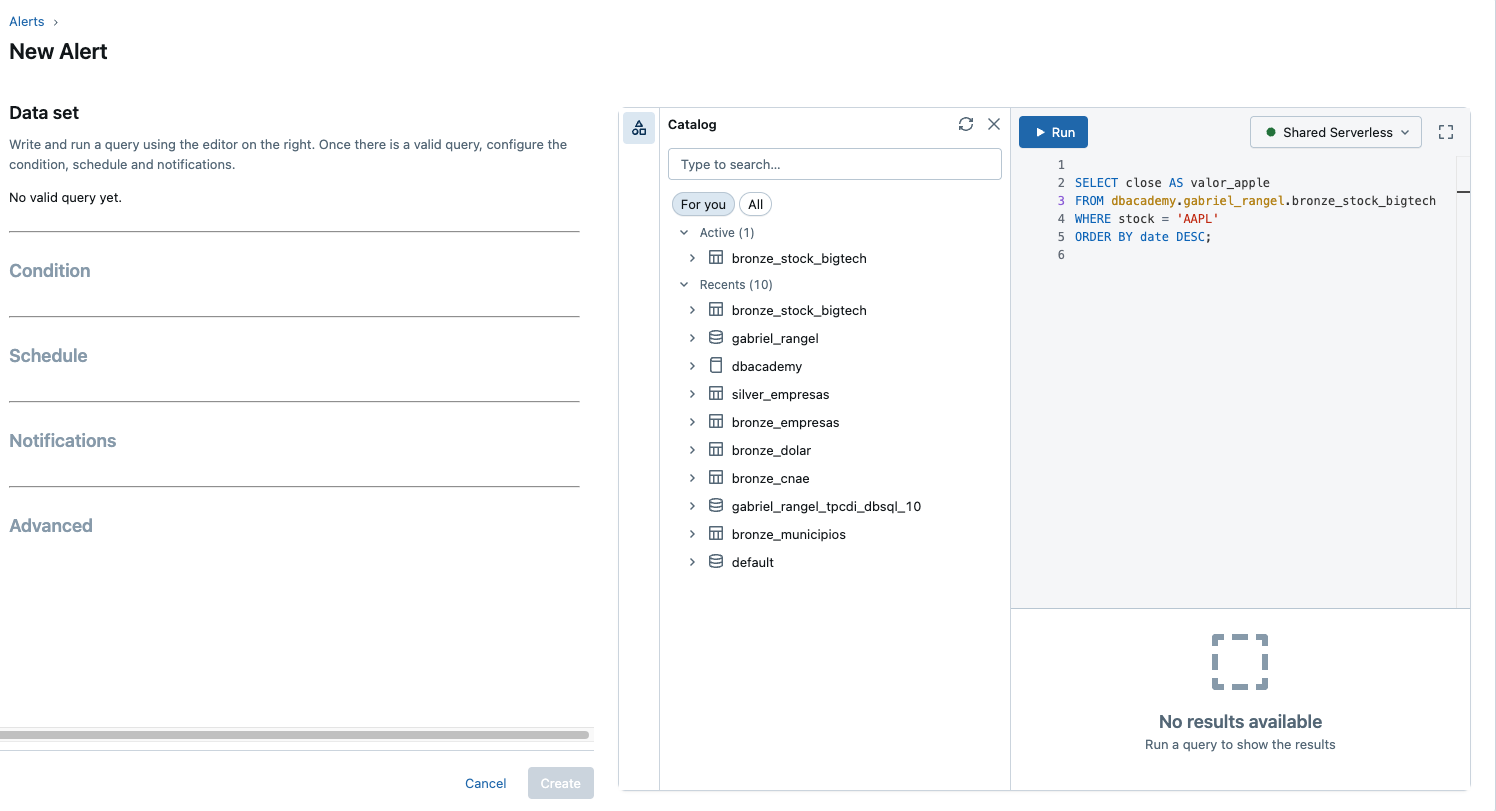 Alerts ›
New Alert
Data set
Write and run a query using the editor on the right. Once there is a valid query, configure the
condition, schedule and notifications.
No valid query yet.
Condition
Schedule
Notifications
Advanced
Cancel
Create
Catalog
Type to search...
For you
All
Active (1)
bronze_stock_bigtech
Recents (10)
bronze_stock_bigtech
gabriel_rangel
dbacademy
silver_empresas
bronze_empresas
bronze_dolar
bronze_cnae
gabriel_rangel_tpcdi_dbsql_10
bronze_municipios
default
Run
Shared Serverless
1
2 SELECT close AS valor_apple
3 FROM dbacademy.gabriel_rangel.bronze_stock_bigtech
4 WHERE stock = 'AAPL'
5 ORDER BY date DESC;
6
No results available
Run a query to show the results